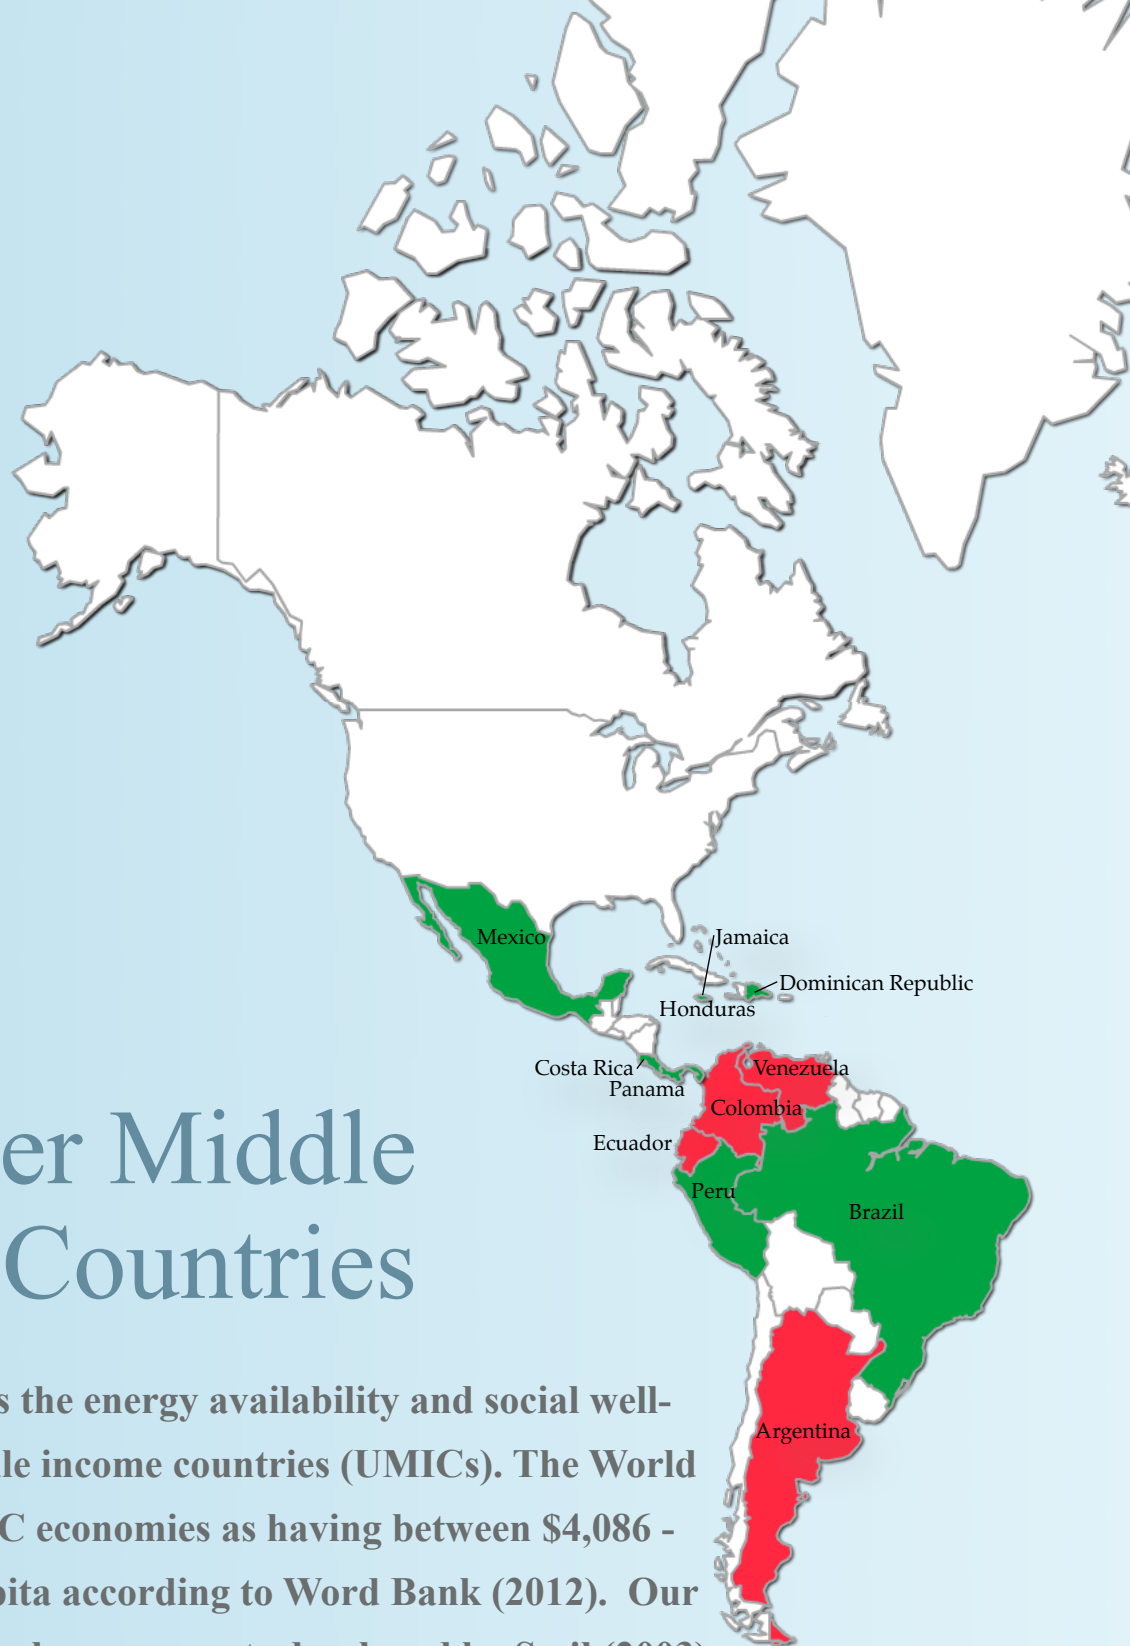 Mexico
Jamaica
Dominican Republic
Honduras
Costa Rica
Panama
Venezuela
Colombia
Ecuador
Peru
Brazil
er Middle
Countries
s the energy availability and social well-
le income countries (UMICs). The World
C economies as having between $4,086 -
pita according to Word Bank (2012). Our
Argentina